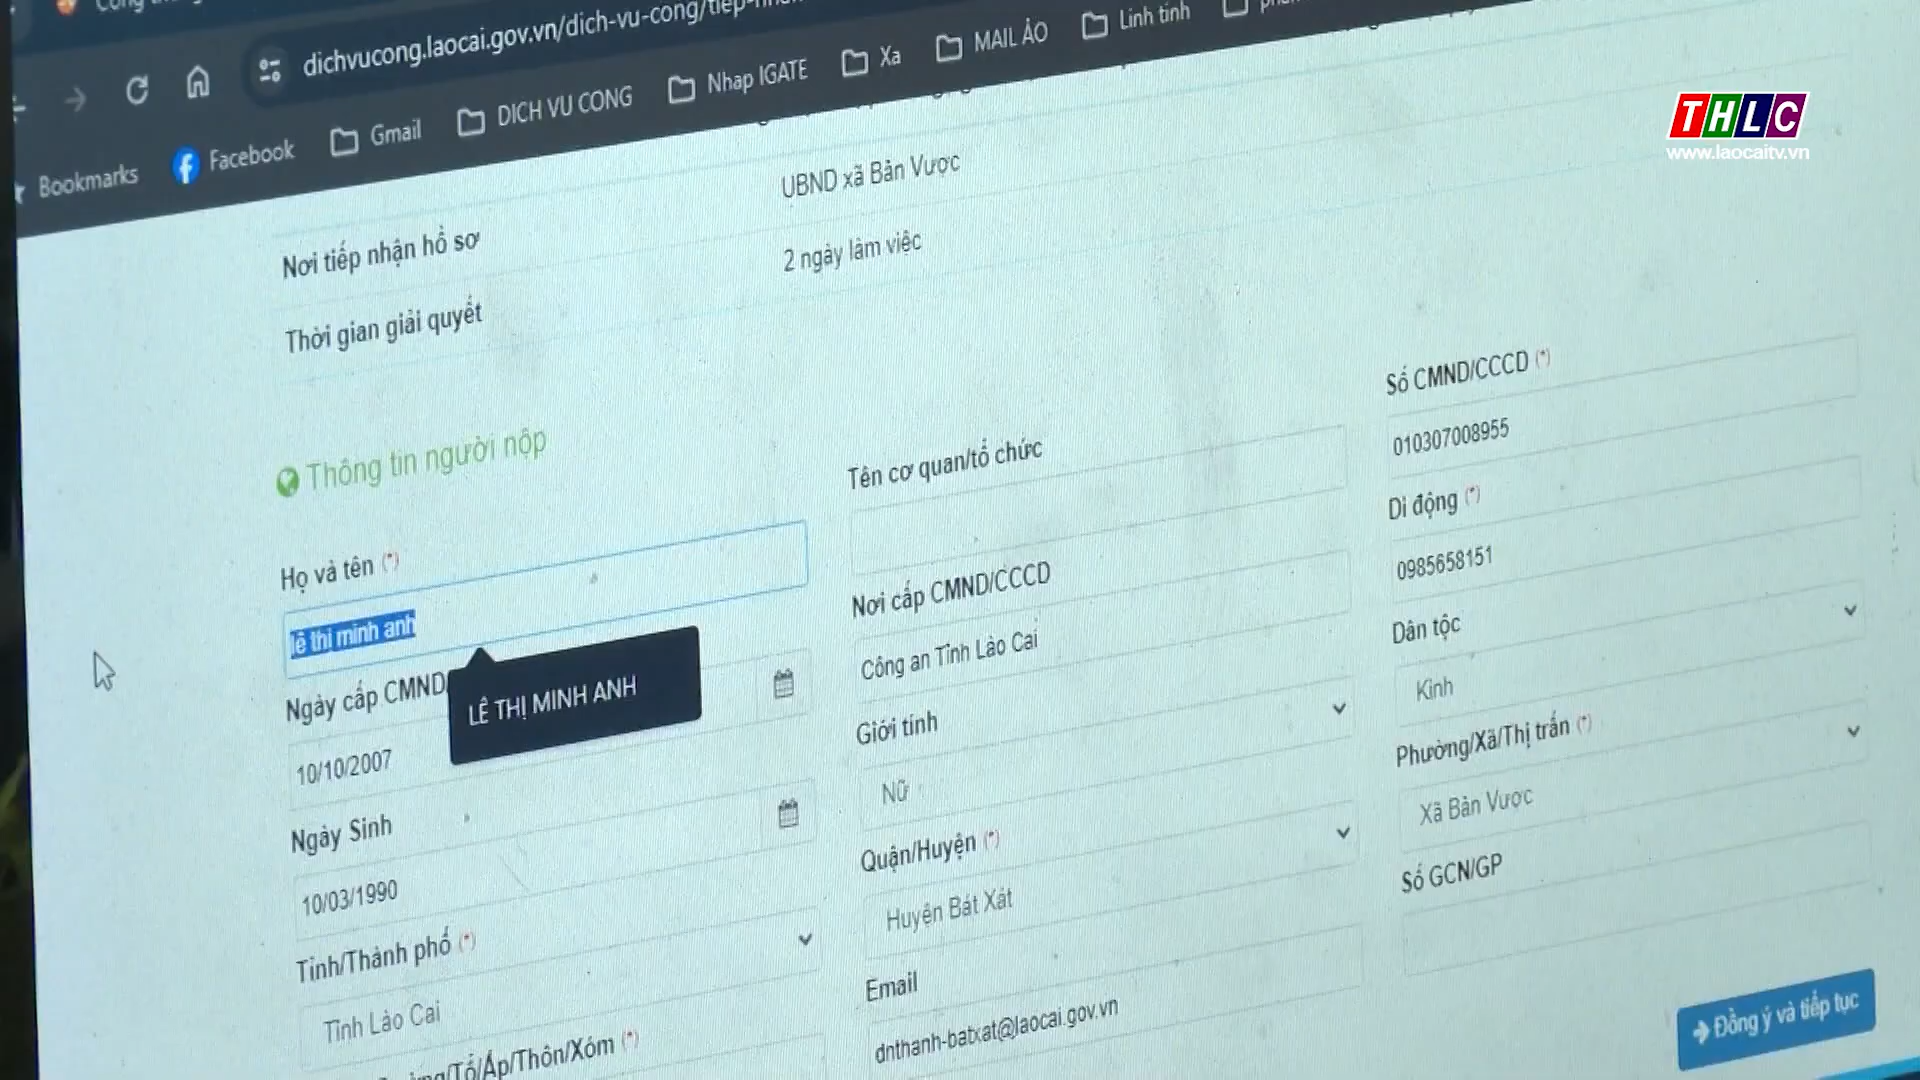 dichvucong.laocai.gov.vn/dich-vu-cong/tiep-
Bookmarks
Facebook
Gmail
DICH VU CONG
Nhap IGATE
Xa
MAIL ẢO
Linh tinh
THLC
www.laocaitv.vn
Nơi tiếp nhận hồ sơ
UBND xã Bản Vược
Thời gian giải quyết
2 ngày làm việc
Thông tin người nộp
Họ và tên (*)
lê thị minh anh
LÊ THỊ MINH ANH
Tên cơ quan/tổ chức
Số CMND/CCCD (*)
010307008955
Ngày cấp CMND
10/10/2007
Nơi cấp CMND/CCCD
Công an Tỉnh Lào Cai
Di động (*)
0985658151
Ngày Sinh
10/03/1990
Giới tính
Nữ
Dân tộc
Kinh
Tỉnh/Thành phố (*)
Tỉnh Lào Cai
Quận/Huyện (*)
Huyện Bát Xát
Phường/Xã/Thị trấn (*)
Xã Bản Vược
/Tổ/Ấp/Thôn/Xóm (*)
Email
dnthanh-batxat@laocai.gov.vn
Số GCN/GP
Đồng ý và tiếp tục